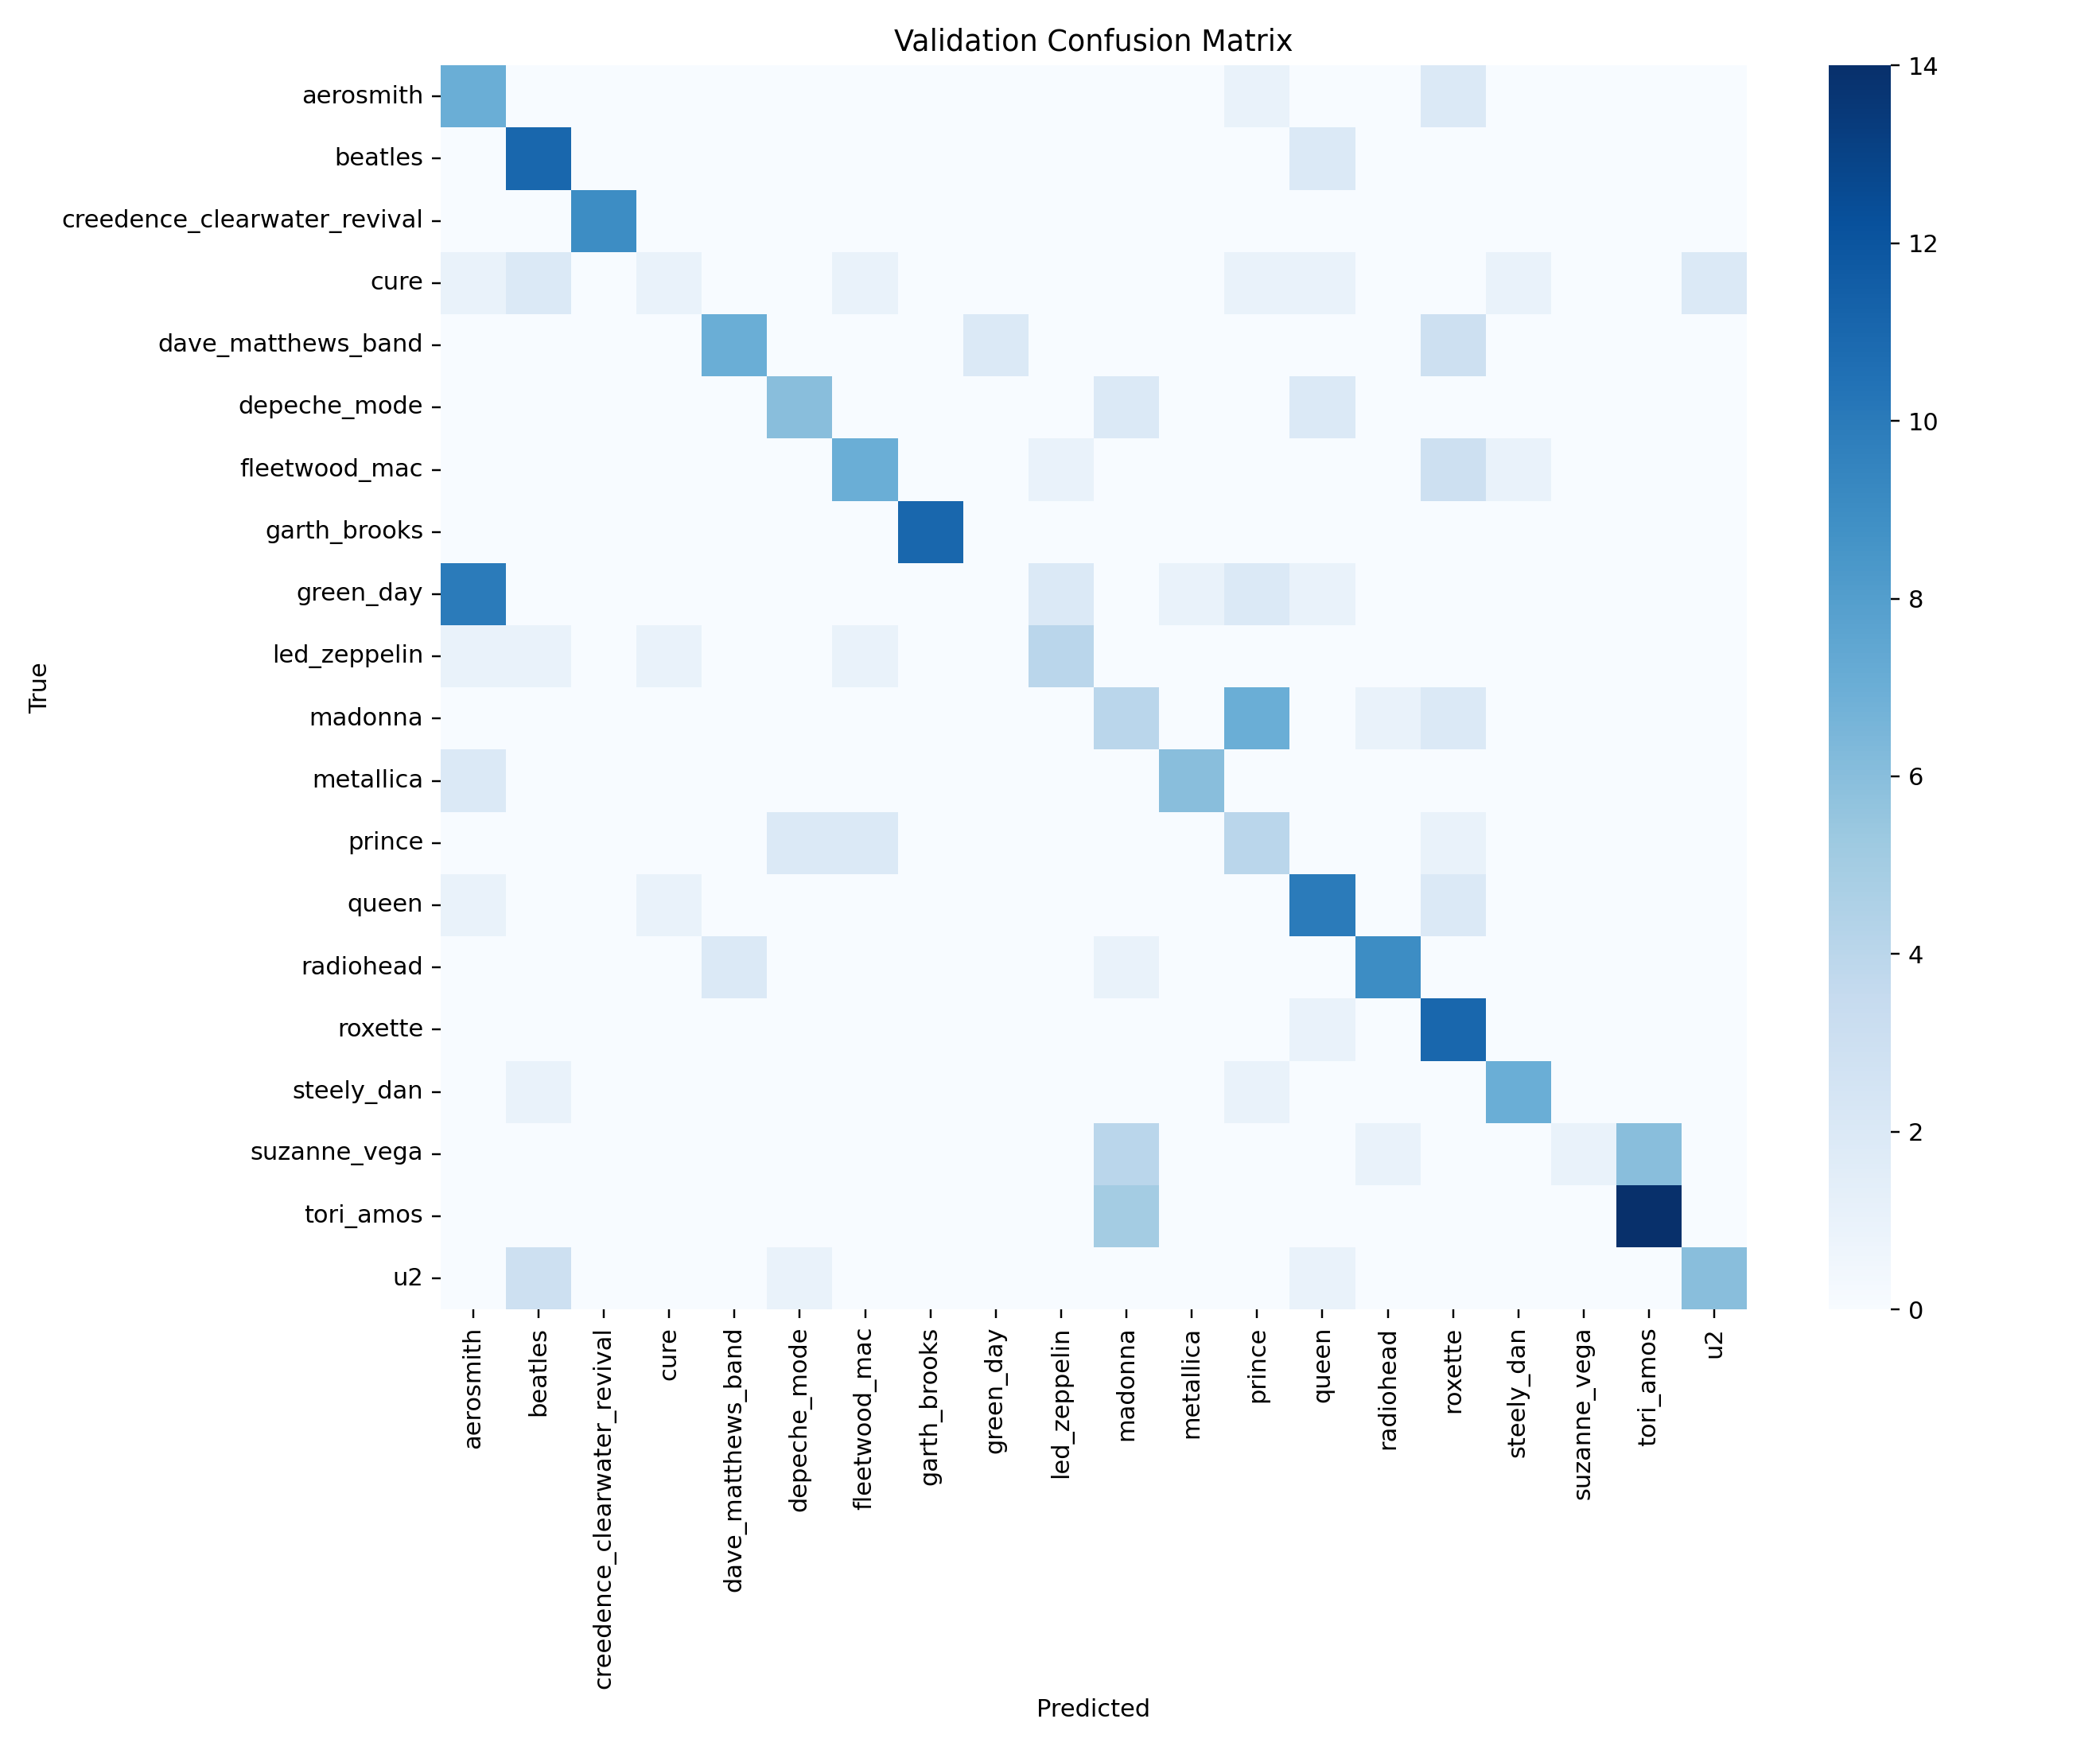 Validation Confusion Matrix
True
aerosmith
beatles
creedence_clearwater_revival
cure
dave_matthews_band
depeche_mode
fleetwood_mac
garth_brooks
green_day
led_zeppelin
madonna
metallica
prince
queen
radiohead
roxette
steely_dan
suzanne_vega
tori_amos
u2
aerosmith
beatles
creedence_clearwater_revival
cure
dave_matthews_band
depeche_mode
fleetwood_mac
garth_brooks
green_day
led_zeppelin
madonna
metallica
prince
queen
radiohead
roxette
steely_dan
suzanne_vega
tori_amos
u2
Predicted
14
12
10
8
6
4
2
0